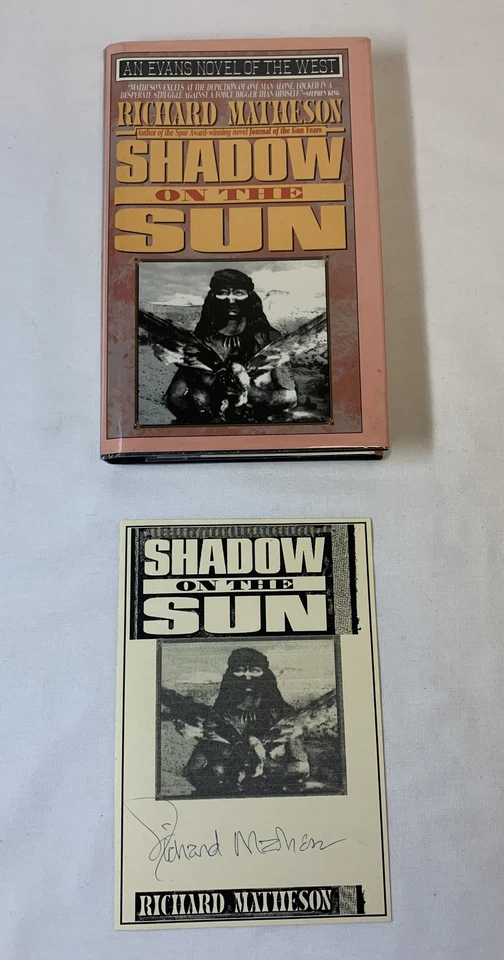 AN EVANS NOVEL OF THE WEST
"MATHESON EXCELS AT THE DEPICTION OF ONE MAN ALONE, LOCKED IN A
DESPERATE STRUGGLE AGAINST A FORCE BIGGER THAN HIMSELF."—STEPHEN KING
RICHARD MATHESON
Author of the Spur Award-winning novel Journal of the Gun Years
SHADOW
ON THE
SUN
SHADOW
ON THE
SUN
Richard Matheson
RICHARD MATHESON